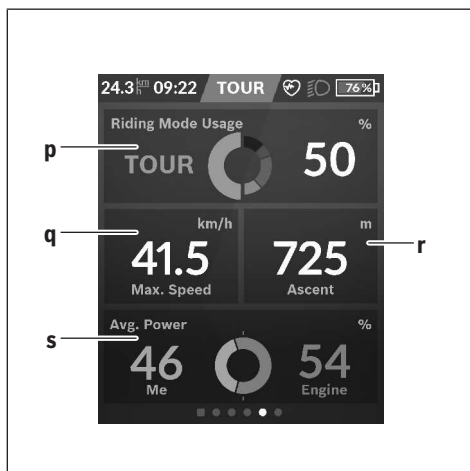 24.3 km/h 09:22 TOUR 76%
Riding Mode Usage %
p
TOUR 50
q
km/h m
41.5 725
r
Max. Speed Ascent
Avg. Power %
s
46 54
Me Engine